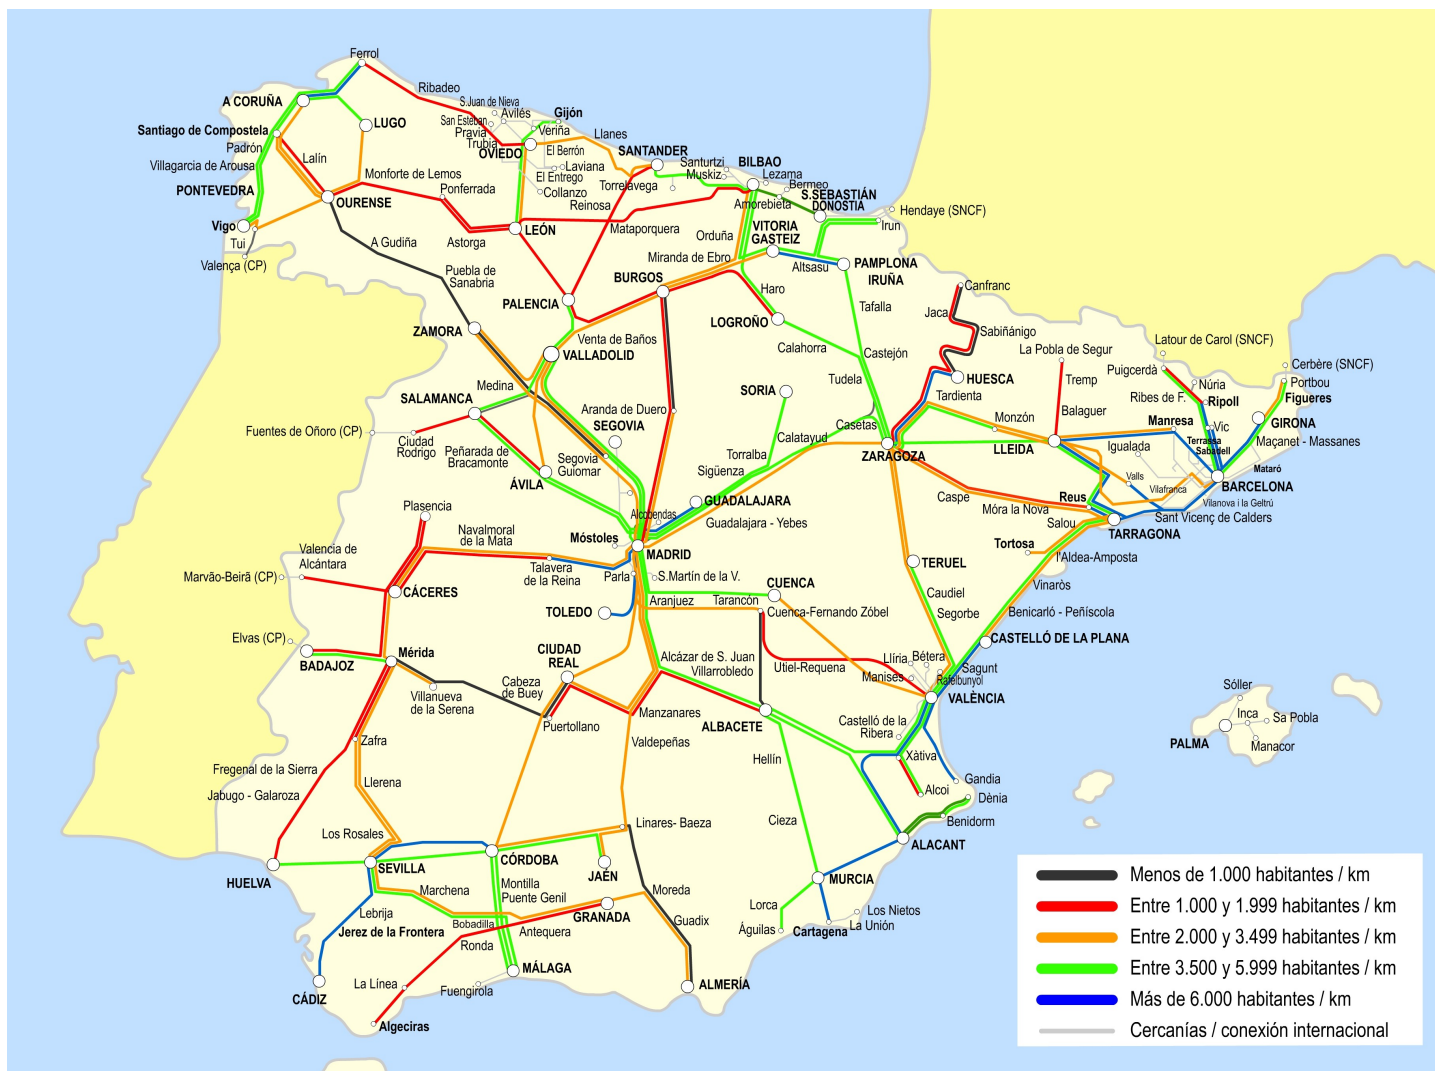 Ferrol
Ribadeo
A CORUÑA
S.Juan de Nieva
Avilés
Gijón
San Esteban
Pravia
Trubia
Veriña
Llanes
LUGO
Santiago de Compostela
OVIEDO
El Berrón
SANTANDER
Padrón
Lalín
Villagarcia de Arousa
Monforte de Lemos
Laviana
El Entrego
Collanzo
Torrelavega
Santurtzi
Muskiz
BILBAO
Lezama
Bermeo
Amorebieta
S.SEBASTIÁN
DONOSTIA
Hendaye (SNCF)
Irun
PONTEVEDRA
OURENSE
Ponferrada
Reinosa
Vigo
Tui
Valença (CP)
A Gudiña
Astorga
LEÓN
Mataporquera
Orduña
VITORIA
GASTEIZ
Miranda de Ebro
Altsasu
PAMPLONA
IRUÑA
Puebla de
Sanabria
BURGOS
PALENCIA
Haro
LOGROÑO
Tafalla
Canfranc
Jaca
Sabiñánigo
ZAMORA
Venta de Baños
VALLADOLID
Calahorra
Castejón
La Pobla de Segur
Latour de Carol (SNCF)
Puigcerdà
Cerbère (SNCF)
Portbou
Figueres
Medina
SALAMANCA
SORIA
Tudela
HUESCA
Tardienta
Tremp
Núria
Ribes de F.
Ripoll
Balaguer
Monzón
Manresa
Vic
GIRONA
Fuentes de Oñoro (CP)
Ciudad
Rodrigo
Peñarada de
Bracamonte
Aranda de Duero
SEGOVIA
Segovia
Guiomar
Casetas
Calatayud
ZARAGOZA
LLEIDA
Igualada
Terrassa
Sabadell
Maçanet - Massanes
Mataró
ÁVILA
Torralba
Sigüenza
Valls
Vilafranca
BARCELONA
Vilanova i la Geltrú
Plasencia
GUADALAJARA
Alcobendas
Guadalajara - Yebes
Caspe
Reus
Móra la Nova
Salou
Sant Vicenç de Calders
TARRAGONA
Navalmoral
de la Mata
Móstoles
MADRID
Valencia de
Alcántara
Marvão-Beirã (CP)
Talavera
de la Reina
Parla
S.Martín de la V.
Tortosa
l'Aldea-Amposta
TERUEL
Vinaròs
CÁCERES
TOLEDO
Aranjuez
Tarancón
CUENCA
Cuenca-Fernando Zóbel
Caudiel
Segorbe
Benicarló - Peñíscola
Elvas (CP)
BADAJOZ
Mérida
CIUDAD
REAL
Alcázar de S. Juan
Villarrobledo
Utiel-Requena
Llíria
Bétera
Manises
CASTELLÓ DE LA PLANA
Sagunt
Rafelbunyol
VALÈNCIA
Villanueva
de la Serena
Cabeza
de Buey
Puertollano
Manzanares
ALBACETE
Castelló de la
Ribera
Sóller
Inca
Sa Pobla
PALMA
Manacor
Zafra
Valdepeñas
Hellín
Xàtiva
Fregenal de la Sierra
Llerena
Gandia
Jabugo - Galaroza
Alcoi
Dènia
Benidorm
Los Rosales
Linares- Baeza
Cieza
ALACANT
HUELVA
SEVILLA
CÓRDOBA
JAÉN
MURCIA
Marchena
Montilla
Puente Genil
Moreda
Lebrija
Jerez de la Frontera
Bobadilla
Antequera
GRANADA
Guadix
Lorca
Águilas
Cartagena
Los Nietos
La Unión
Ronda
MÁLAGA
CÁDIZ
La Línea
Fuengirola
ALMERÍA
Algeciras
Menos de 1.000 habitantes / km
Entre 1.000 y 1.999 habitantes / km
Entre 2.000 y 3.499 habitantes / km
Entre 3.500 y 5.999 habitantes / km
Más de 6.000 habitantes / km
Cercanías / conexión internacional